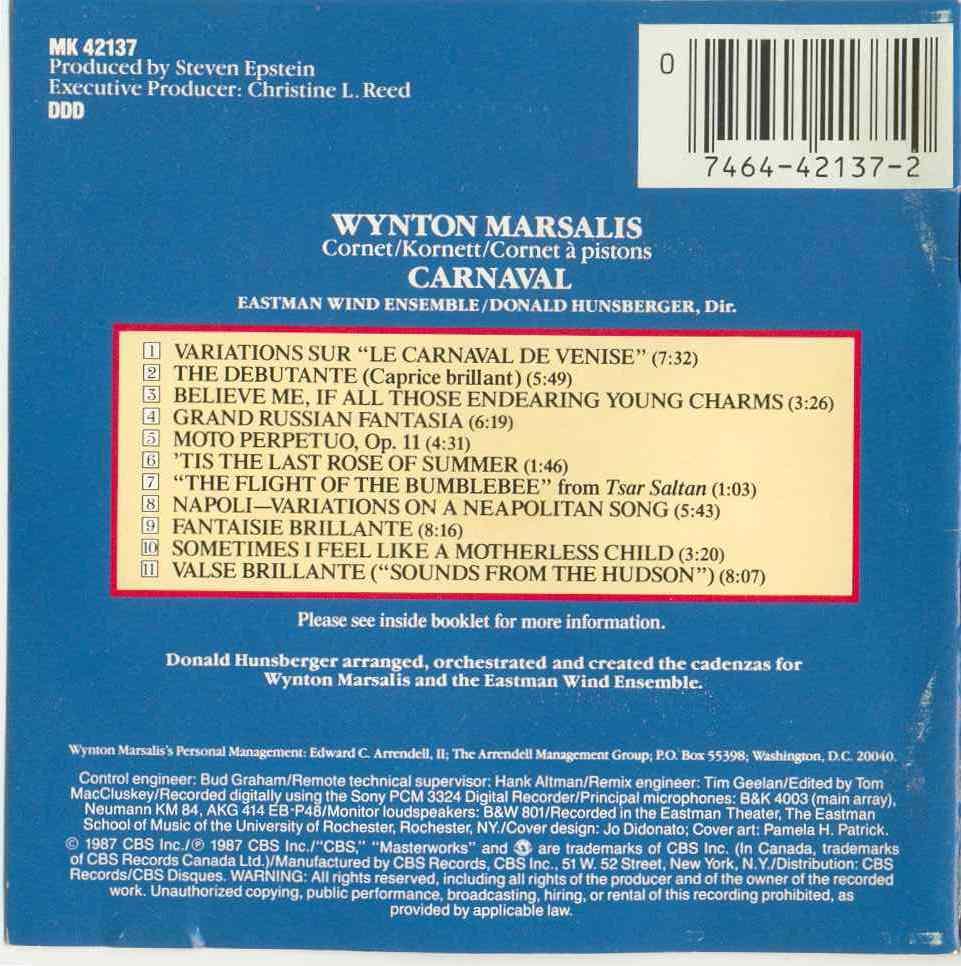 MK 42137
Produced by Steven Epstein
Executive Producer: Christine L. Reed
DDD
0
7464-42137-2
WYNTON MARSALIS
Cornet/Kornett/Cornet à pistons
CARNAVAL
EASTMAN WIND ENSEMBLE/DONALD HUNSBERGER, Dir.
1 VARIATIONS SUR “LE CARNAVAL DE VENISE” (7:32)
2 THE DEBUTANTE (Caprice brillant) (5:49)
3 BELIEVE ME, IF ALL THOSE ENDEARING YOUNG CHARMS (3:26)
4 GRAND RUSSIAN FANTASIA (6:19)
5 MOTO PERPETUO, Op. 11 (4:31)
6 ’TIS THE LAST ROSE OF SUMMER (1:46)
7 “THE FLIGHT OF THE BUMBLEBEE” from Tsar Saltan (1:03)
8 NAPOLI—VARIATIONS ON A NEAPOLITAN SONG (5:43)
9 FANTAISIE BRILLANTE (8:16)
10 SOMETIMES I FEEL LIKE A MOTHERLESS CHILD (3:20)
11 VALSE BRILLANTE (“SOUNDS FROM THE HUDSON”) (8:07)
Please see inside booklet for more information.
Donald Hunsberger arranged, orchestrated and created the cadenzas for
Wynton Marsalis and the Eastman Wind Ensemble.
Wynton Marsalis's Personal Management: Edward C. Arrendell, II; The Arrendell Management Group; P.O. Box 55398; Washington, D.C. 20040.
Control engineer: Bud Graham/Remote technical supervisor: Hank Altman/Remix engineer: Tim Geelan/Edited by Tom
MacCluskey/Recorded digitally using the Sony PCM 3324 Digital Recorder/Principal microphones: B&K 4003 (main array),
Neumann KM 84, AKG 414 EB-P48/Monitor loudspeakers: B&W 801/Recorded in the Eastman Theater, The Eastman
School of Music of the University of Rochester, Rochester, NY./Cover design: Jo Didonato; Cover art: Pamela H. Patrick.
© 1987 CBS Inc./℗ 1987 CBS Inc./“CBS,” “Masterworks” and are trademarks of CBS Inc. (In Canada, trademarks
of CBS Records Canada Ltd.)/Manufactured by CBS Records, CBS Inc., 51 W. 52 Street, New York, N.Y./Distribution: CBS
Records/CBS Disques. WARNING: All rights reserved, including all rights of the producer and of the owner of the recorded
work. Unauthorized copying, public performance, broadcasting, hiring, or rental of this recording prohibited, as
provided by applicable law.